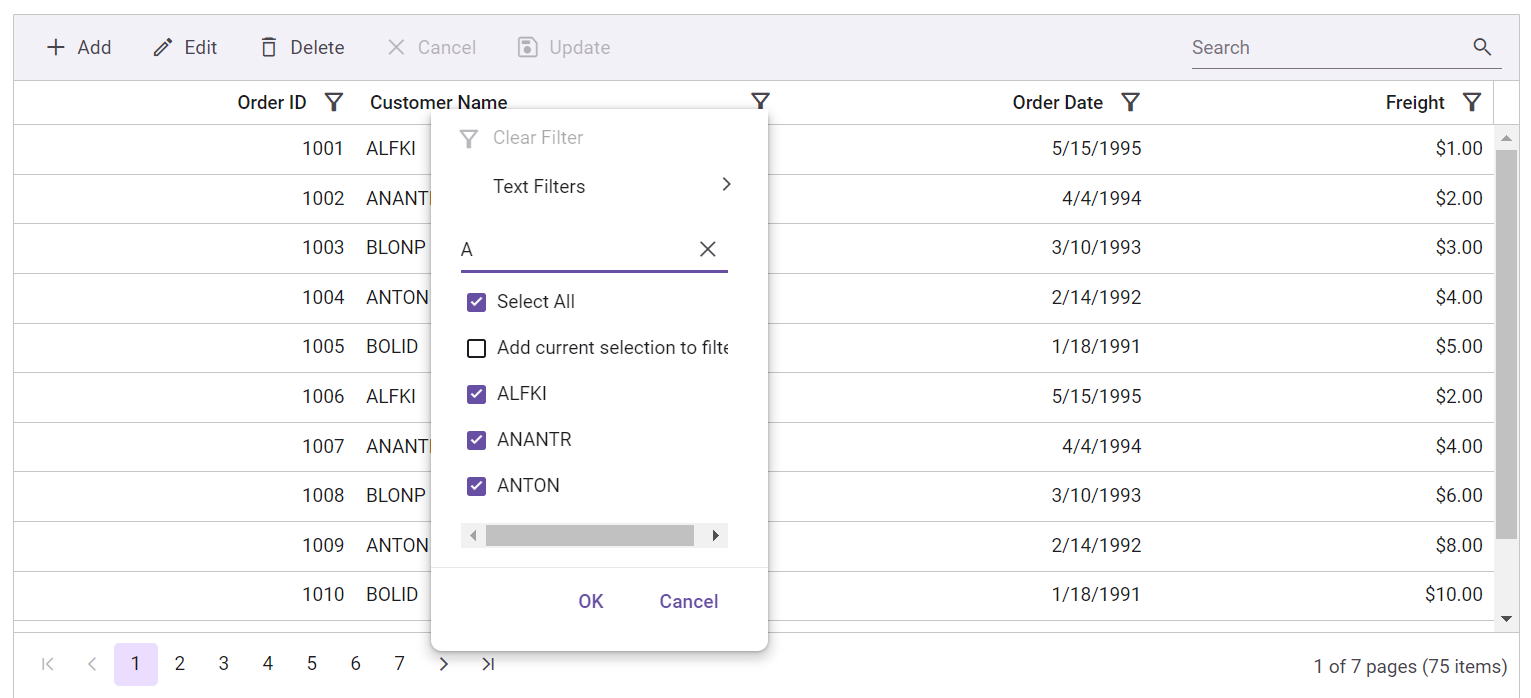 Add Edit Delete Cancel Update Search
Order ID Customer Name Order Date Freight
1001 ALFKI 5/15/1995 $1.00
1002 4/4/1994 $2.00
1003 BLONP 3/10/1993 $3.00
1004 ANTON 2/14/1992 $4.00
1005 BOLID 1/18/1991 $5.00
1006 ALFKI 5/15/1995 $2.00
1007 4/4/1994 $4.00
1008 BLONP 3/10/1993 $6.00
1009 ANTON 2/14/1992 $8.00
1010 BOLID 1/18/1991 $10.00
Clear Filter
Text Filters
A
Select All
Add current selection to
ALFKI
ANANTR
ANTON
OK Cancel
1 2 3 4 5 6 7
1 of 7 pages (75 items)